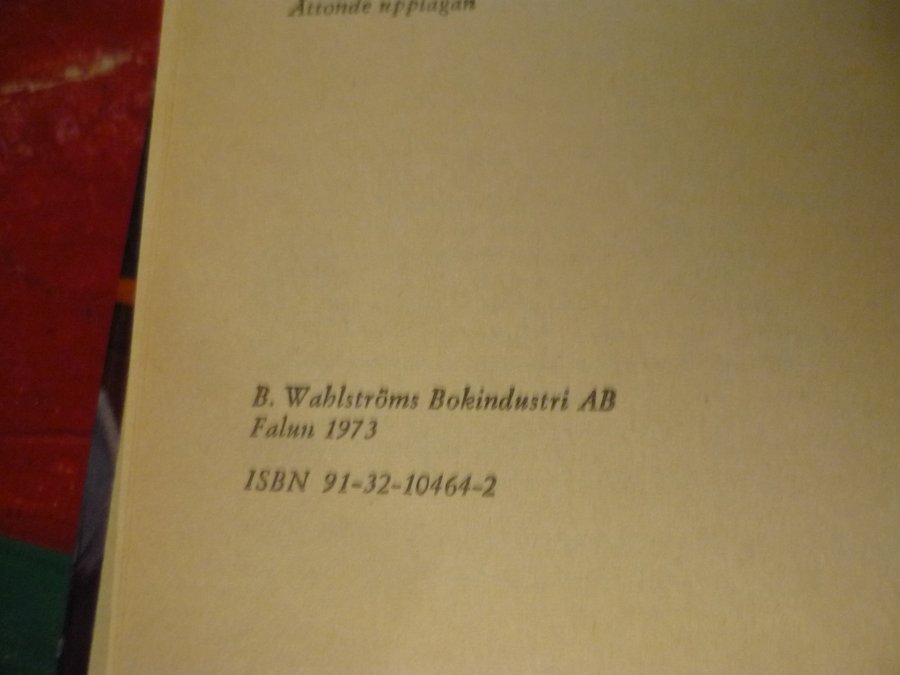 Åttonde upplagan
B. Wahlströms Bokindustri AB
Falun 1973
ISBN 91-32-10464-2